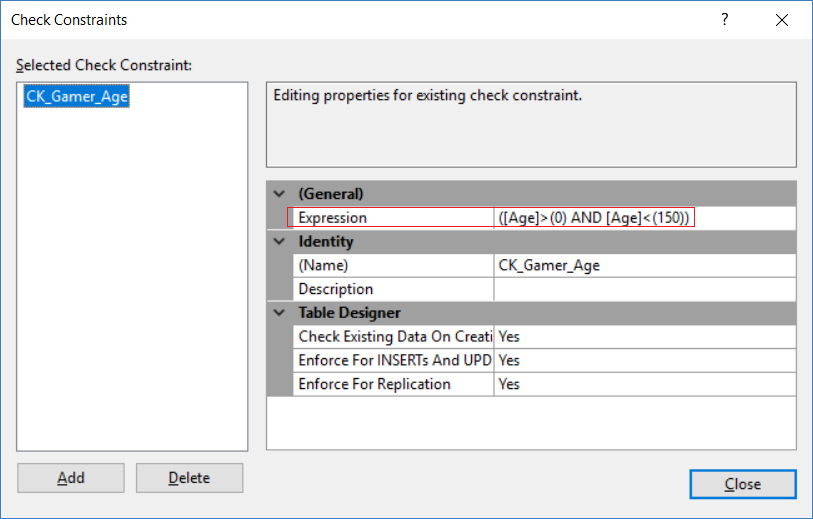 Check Constraints
?
Selected Check Constraint:
CK_Gamer_Age
Editing properties for existing check constraint.
(General)
Expression ([Age]>(0) AND [Age]<(150))
Identity
(Name) CK_Gamer_Age
Description
Table Designer
Check Existing Data On Creati Yes
Enforce For INSERTs And UPD Yes
Enforce For Replication Yes
Add Delete
Close